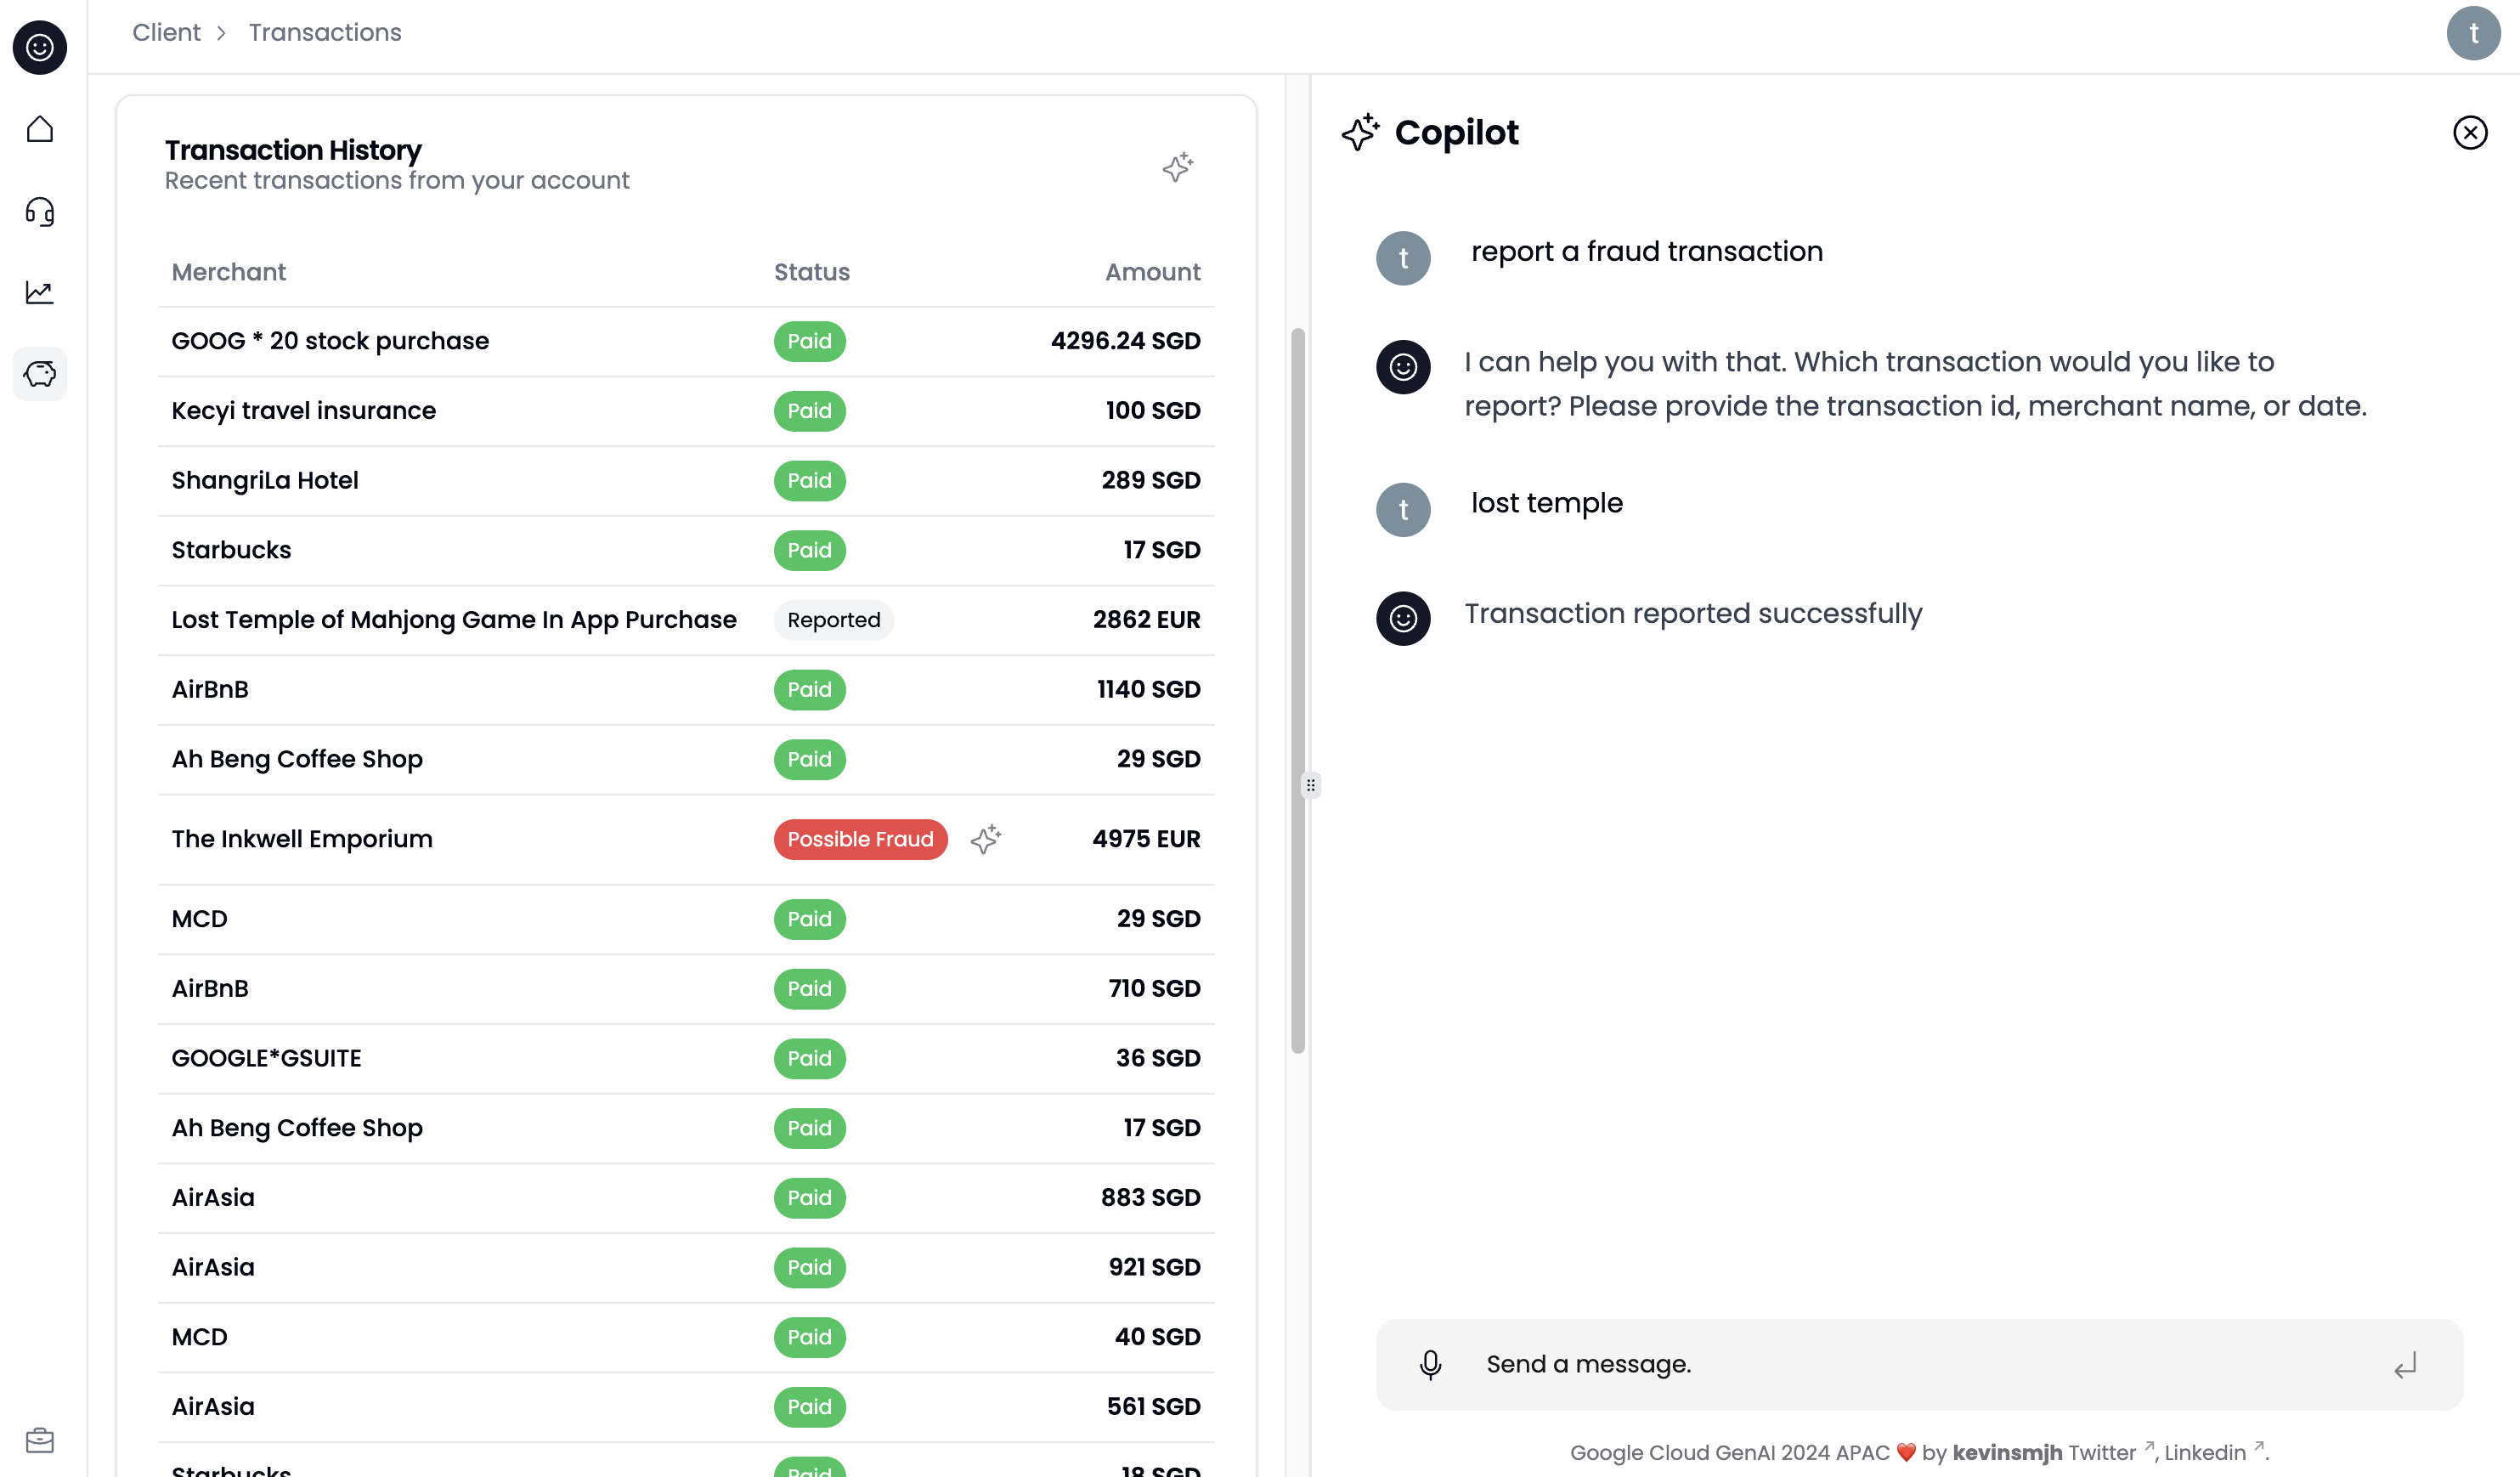 Client > Transactions
t
Transaction History
Recent transactions from your account
Merchant Status Amount
GOOG * 20 stock purchase Paid 4296.24 SGD
Kecyi travel insurance Paid 100 SGD
ShangriLa Hotel Paid 289 SGD
Starbucks Paid 17 SGD
Lost Temple of Mahjong Game In App Purchase Reported 2862 EUR
AirBnB Paid 1140 SGD
Ah Beng Coffee Shop Paid 29 SGD
The Inkwell Emporium Possible Fraud 4975 EUR
MCD Paid 29 SGD
AirBnB Paid 710 SGD
GOOGLE*GSUITE Paid 36 SGD
Ah Beng Coffee Shop Paid 17 SGD
AirAsia Paid 883 SGD
AirAsia Paid 921 SGD
MCD Paid 40 SGD
AirAsia Paid 561 SGD
Starbucks Paid 18 SGD
Copilot
t report a fraud transaction
I can help you with that. Which transaction would you like to
report? Please provide the transaction id, merchant name, or date.
t lost temple
Transaction reported successfully
Send a message.
Google Cloud GenAI 2024 APAC ❤️ by kevinsmjh Twitter ↗, Linkedin ↗.